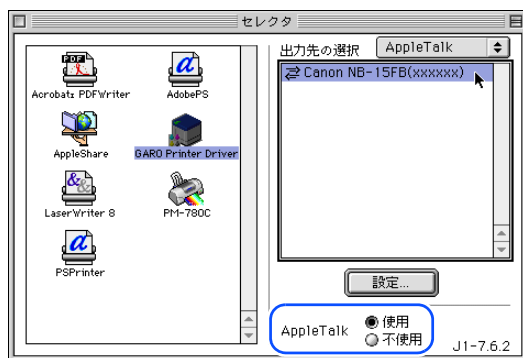 セレクタ
出力先の選択 AppleTalk
Canon NB-15FB(xxxxxx)
PDF
Acrobat® PDFWriter
AdobePS
AppleShare
GARO Printer Driver
LaserWriter 8
PM-780C
PSPrinter
設定...
AppleTalk
使用
不使用
J1-7.6.2